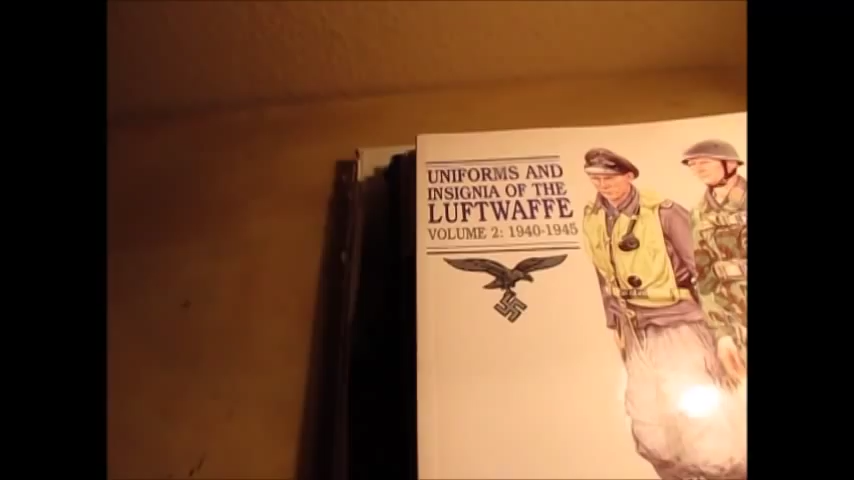 UNIFORMS AND
INSIGNIA OF THE
LUFTWAFFE
VOLUME 2: 1940-1945